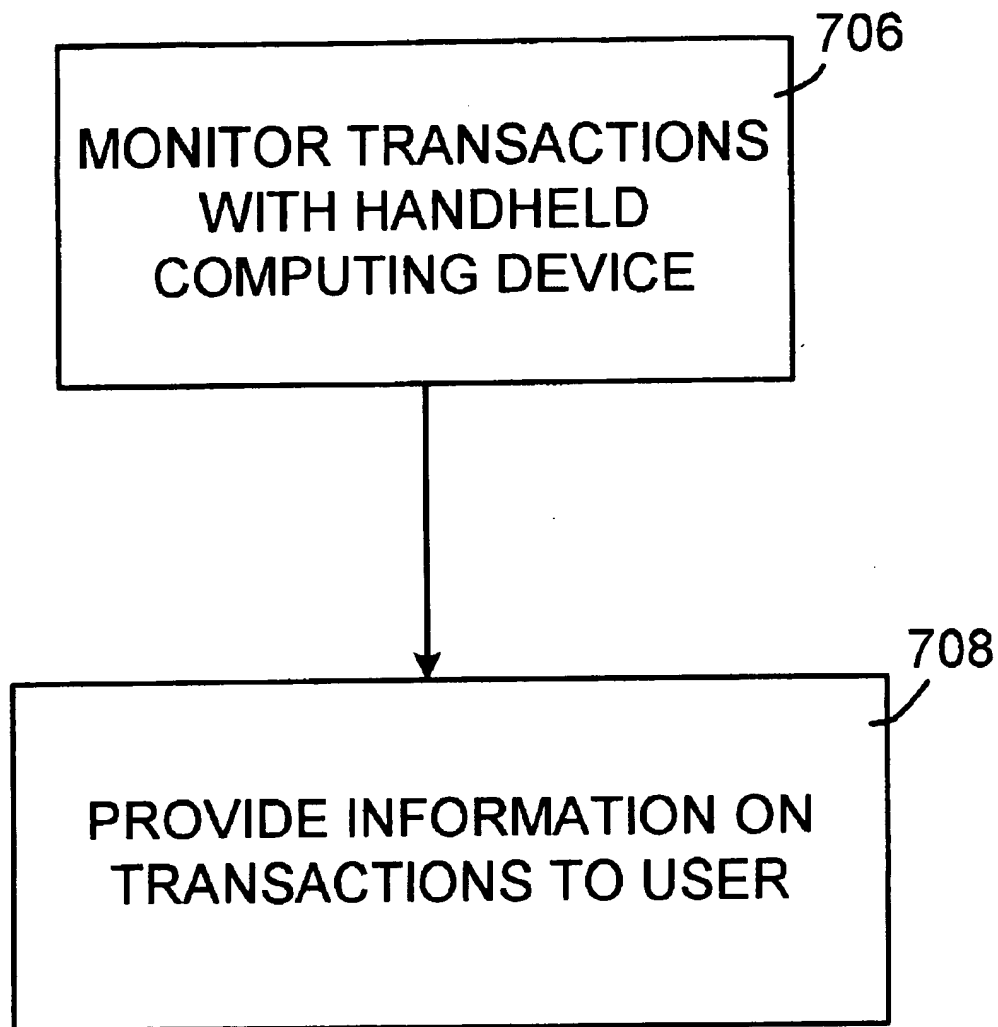 706
MONITOR TRANSACTIONS
WITH HANDHELD
COMPUTING DEVICE
708
PROVIDE INFORMATION ON
TRANSACTIONS TO USER